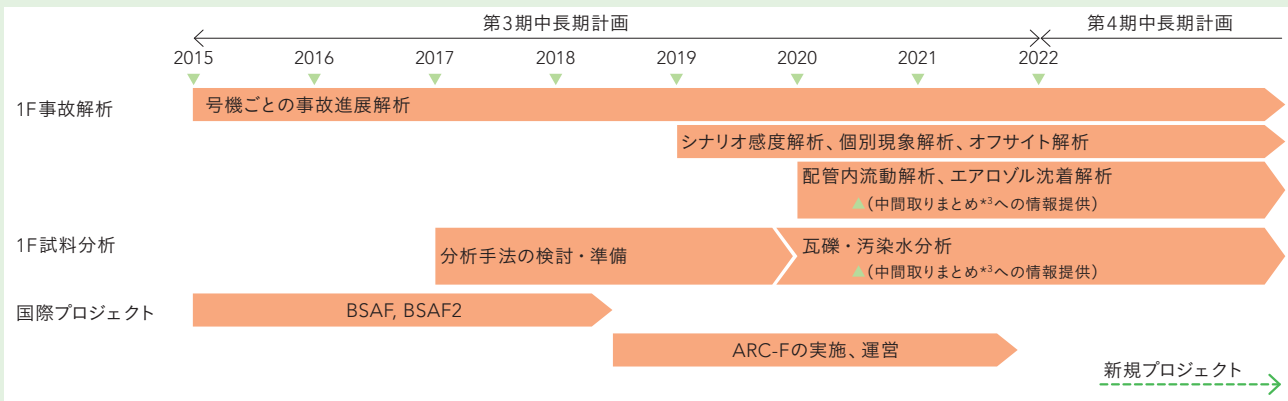 第3期中長期計画 第4期中長期計画
2015 2016 2017 2018 2019 2020 2021 2022
1F事故解析
号機ごとの事故進展解析
シナリオ感度解析、個別現象解析、オフサイト解析
配管内流動解析、エアロゾル沈着解析
(中間取りまとめ*3への情報提供)
1F試料分析
分析手法の検討・準備
瓦礫・汚染水分析
(中間取りまとめ*3への情報提供)
国際プロジェクト
BSAF, BSAF2
ARC-Fの実施、運営
新規プロジェクト